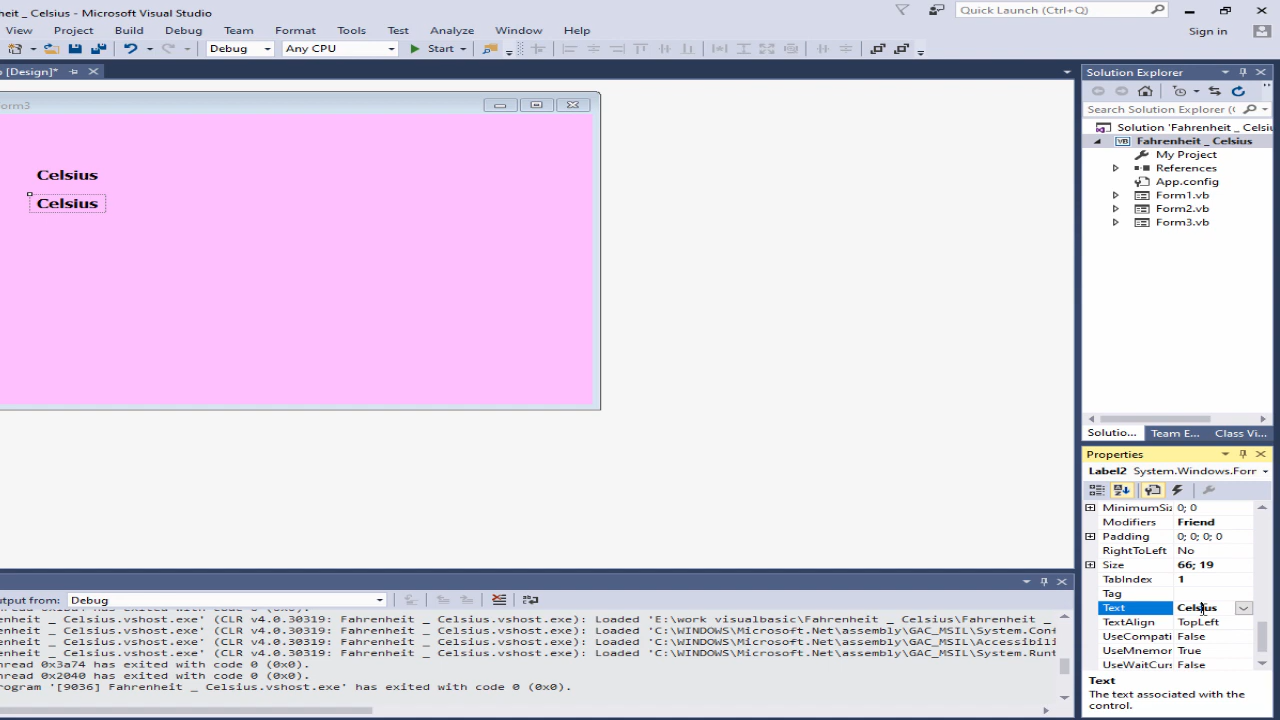 enheit _ Celsius - Microsoft Visual Studio
Quick Launch (Ctrl+Q)
View Project Build Debug Team Format Tools Test Analyze Window Help
Sign in
Debug Any CPU Start
[Design]*
Solution Explorer
orm3
Search Solution Explorer (C
Celsius
Celsius
Solution 'Fahrenheit _ Celsiu
Fahrenheit _ Celsius
My Project
References
App.config
Form1.vb
Form2.vb
Form3.vb
Solutio... Team E... Class Vi...
Properties
Label2 System.Windows.Forr
MinimumSiz 0; 0
Modifiers Friend
Padding 0; 0; 0; 0
RightToLeft No
Size 66; 19
TabIndex 1
Tag
Text Celsius
TextAlign TopLeft
UseCompati False
UseMnemor True
UseWaitCurs False
Text
The text associated with the
control.
utput from: Debug
enheit _ Celsius.vshost.exe' (CLR v4.0.30319: Fahrenheit _ Celsius.vshost.exe): Loaded 'E:\work visualbasic\Fahrenheit _ Celsius\Fahrenheit _
enheit _ Celsius.vshost.exe' (CLR v4.0.30319: Fahrenheit _ Celsius.vshost.exe): Loaded 'C:\WINDOWS\Microsoft.Net\assembly\GAC_MSIL\System.Conf
enheit _ Celsius.vshost.exe' (CLR v4.0.30319: Fahrenheit _ Celsius.vshost.exe): Loaded 'C:\WINDOWS\Microsoft.Net\assembly\GAC_MSIL\Accessibili
enheit _ Celsius.vshost.exe' (CLR v4.0.30319: Fahrenheit _ Celsius.vshost.exe): Loaded 'C:\WINDOWS\Microsoft.Net\assembly\GAC_MSIL\System.Runt
hread 0x3a74 has exited with code 0 (0x0).
hread 0x2040 has exited with code 0 (0x0).
rogram '[9036] Fahrenheit _ Celsius.vshost.exe' has exited with code 0 (0x0).